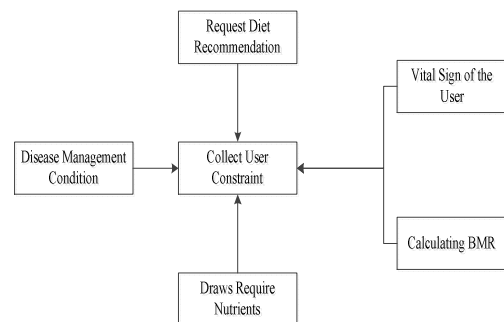 Request Diet
Recommendation
Vital Sign of the
User
Disease Management
Condition
Collect User
Constraint
Calculating BMR
Draws Require
Nutrients